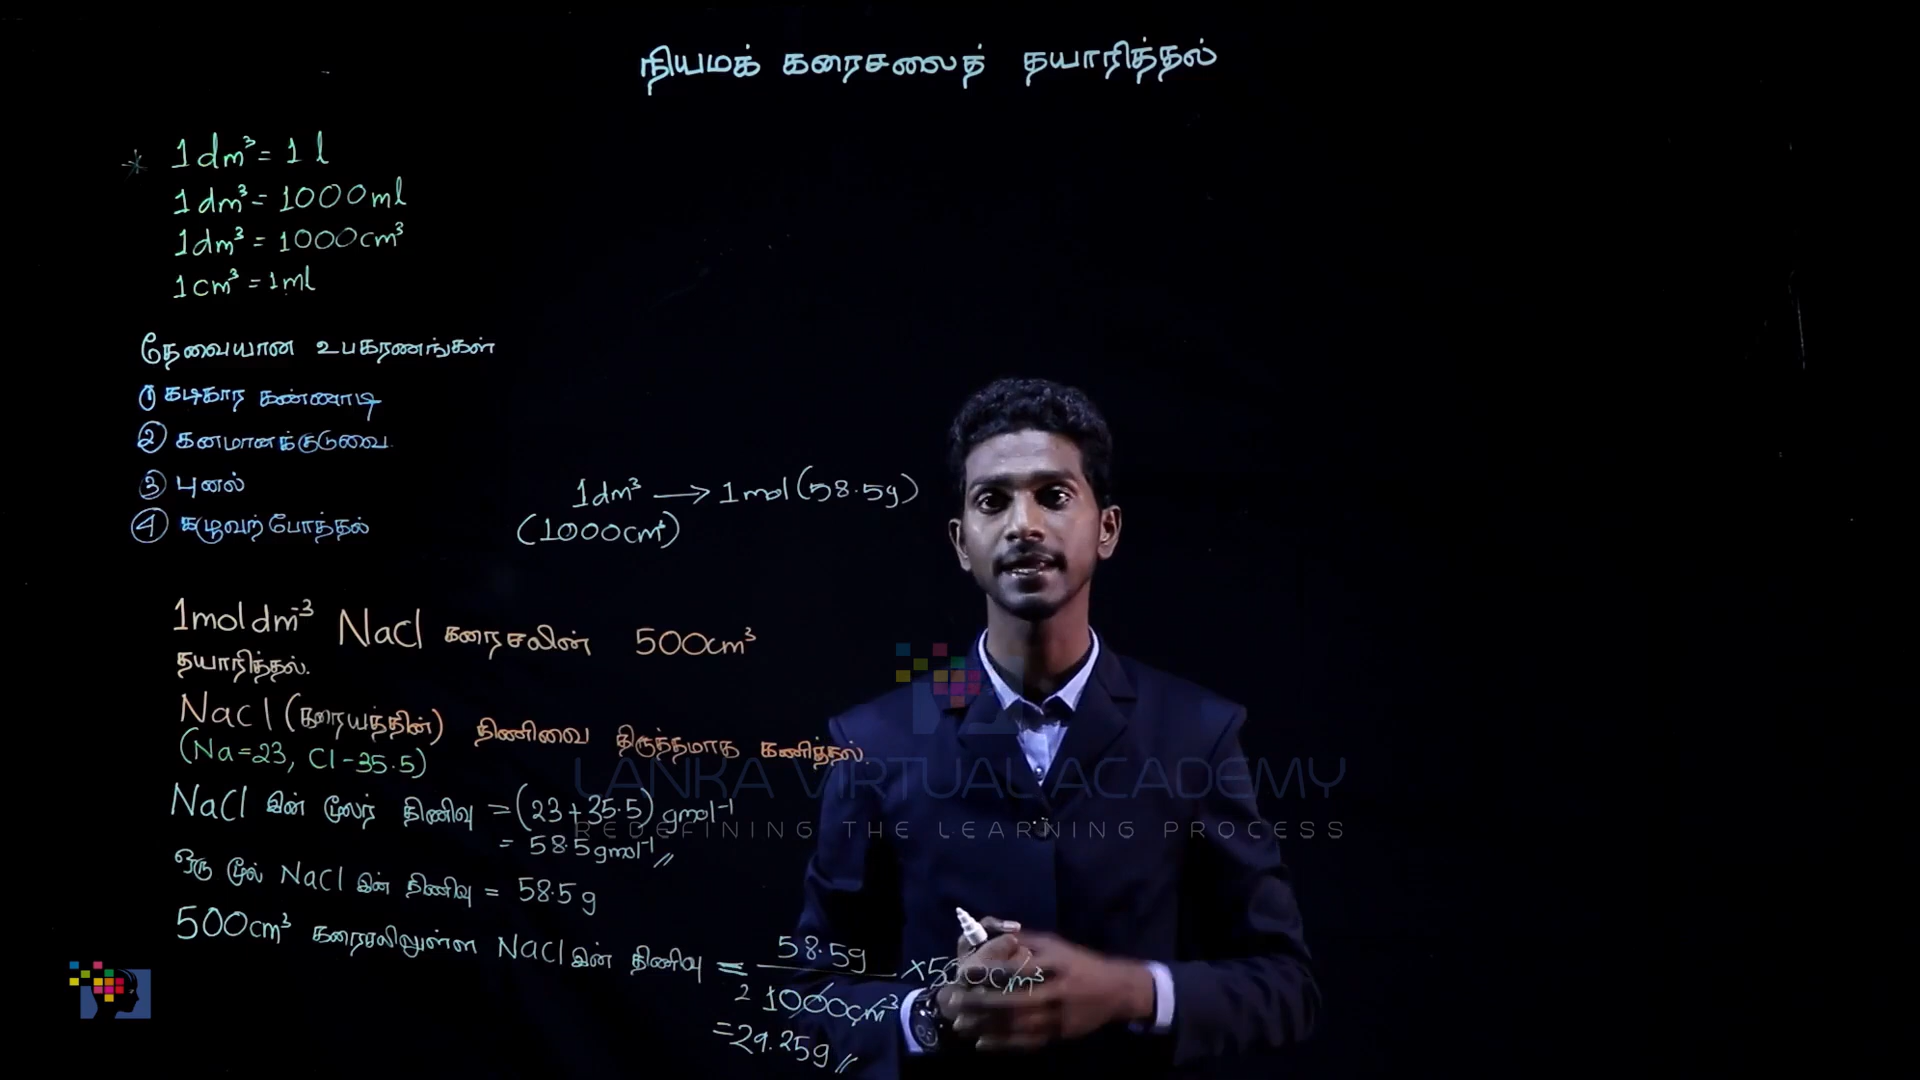 நியமக் கரைசலைத் தயாரித்தல்
* 1dm³ = 1 l
1dm³ = 1000ml
1dm³ = 1000cm³
1cm³ = 1ml
தேவையான உபகரணங்கள்
① கடிகார கண்ணாடி
② கனமானக்குடுவை.
③ புனல்
④ கழுவற்போத்தல்
1dm³ → 1mol (58.5g)
(1000cm³)
1moldm⁻³ NaCl கரைசலின் 500cm³
தயாரித்தல்.
NaCl (கரையத்தின்) திணிவை திருத்தமாக கணித்தல்.
(Na=23, Cl-35.5)
NaCl இன் மூலர் திணிவு = (23+35.5) gmol⁻¹
= 58.5gmol⁻¹//
ஒரு மூல் NaCl இன் திணிவு = 58.5g
500cm³ கரைசலிலுள்ள NaCl இன் திணிவு = 58.5g / 1000cm³ × 500cm³
2
= 29.25g //
LANKA VIRTUAL ACADEMY
REDEFINING THE LEARNING PROCESS